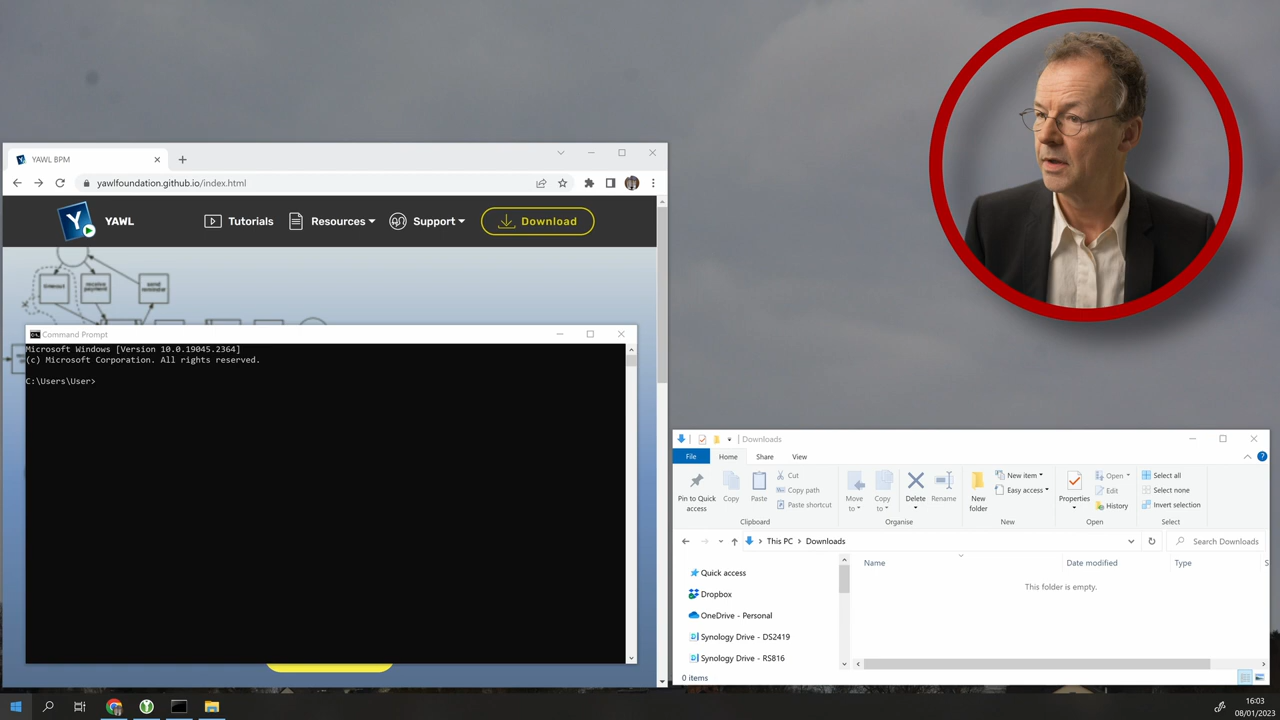 YAWL BPM
yawlfoundation.github.io/index.html
Y
YAWL
Tutorials
Resources
Support
Download
timeout
receive payment
send reminder
Command Prompt
Microsoft Windows [Version 10.0.19045.2364]
(c) Microsoft Corporation. All rights reserved.
C:\Users\User>
Downloads
File
Home
Share
View
Pin to Quick access
Copy
Paste
Cut
Copy path
Paste shortcut
Clipboard
Move to
Copy to
Delete
Rename
Organise
New folder
New item
Easy access
New
Properties
Open
Edit
History
Open
Select all
Select none
Invert selection
Select
This PC > Downloads
Search Downloads
Name
Date modified
Type
S
This folder is empty.
Quick access
Dropbox
OneDrive - Personal
Synology Drive - DS2419
Synology Drive - RS816
0 items
16:03
08/01/2023